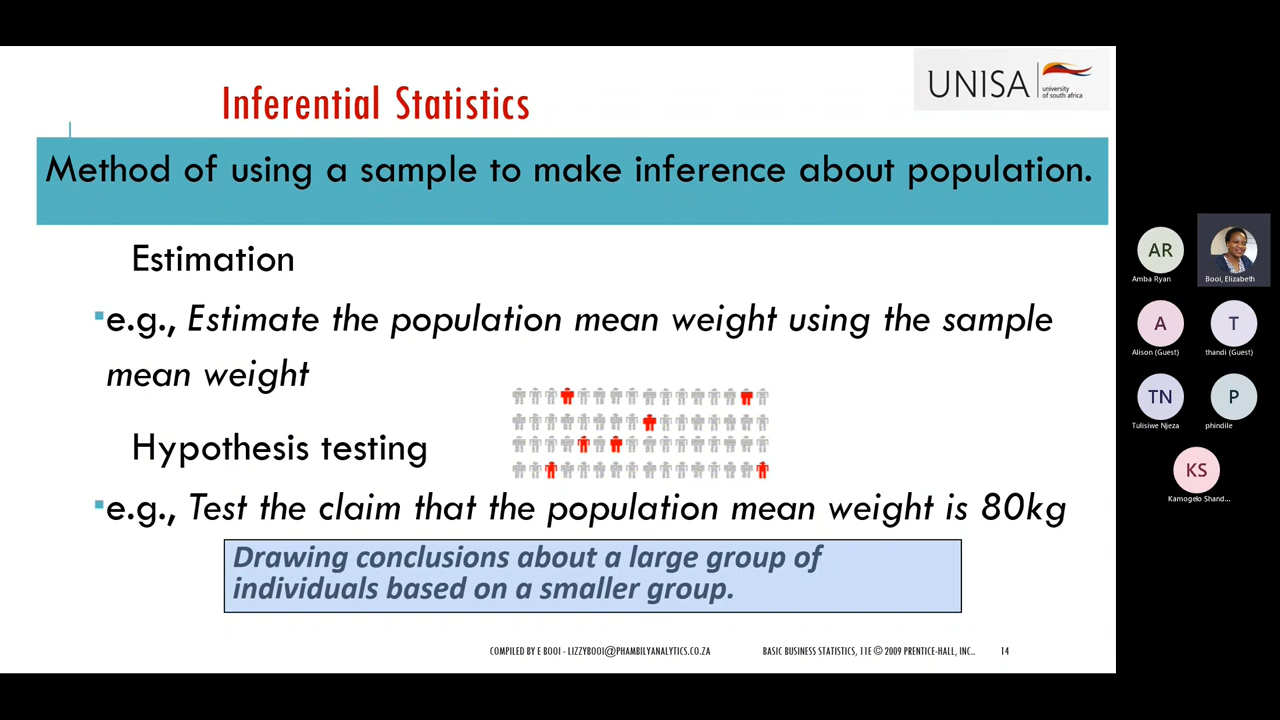 Inferential Statistics
UNISA
university
of south africa
Method of using a sample to make inference about population.
Estimation
e.g., Estimate the population mean weight using the sample
mean weight
Hypothesis testing
e.g., Test the claim that the population mean weight is 80kg
Drawing conclusions about a large group of
individuals based on a smaller group.
COMPILED BY E BOOI - LIZZYBOOI@PHAMBILYANALYTICS.CO.ZA
BASIC BUSINESS STATISTICS, 11E © 2009 PRENTICE-HALL, INC..
14
AR
Amba Ryan
Booi, Elizabeth
A
Alison (Guest)
T
thandi (Guest)
TN
Tulisiwe Njeza
P
phindile
KS
Kamogelo Shand...